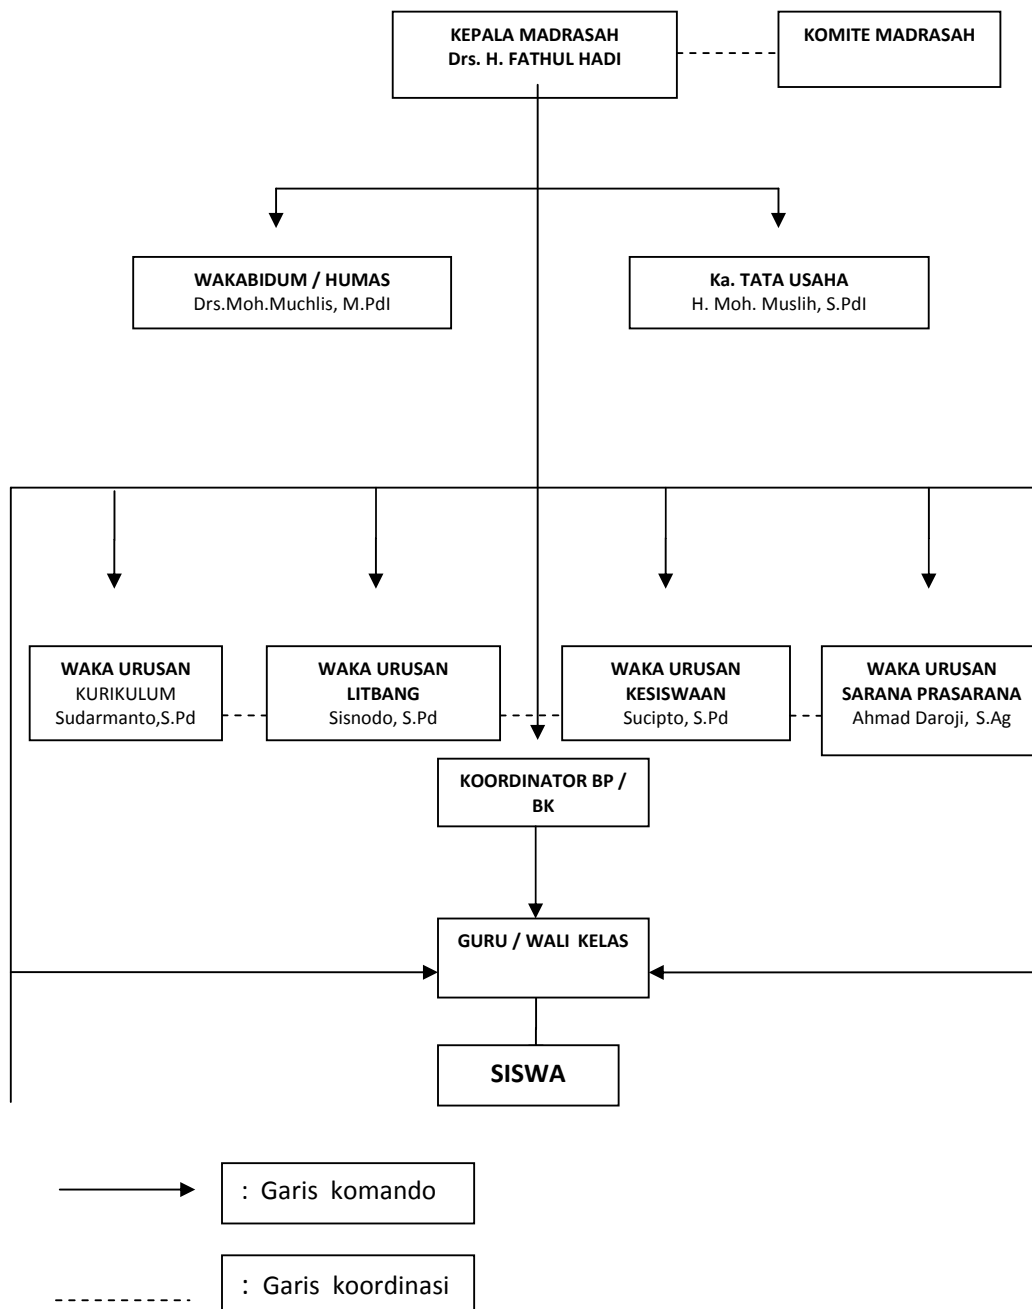 KEPALA MADRASAH
Drs. H. FATHUL HADI
KOMITE MADRASAH
WAKABIDUM / HUMAS
Drs.Moh.Muchlis, M.PdI
Ka. TATA USAHA
H. Moh. Muslih, S.PdI
WAKA URUSAN
KURIKULUM
Sudarmanto,S.Pd
WAKA URUSAN
LITBANG
Sisnodo, S.Pd
WAKA URUSAN
KESISWAAN
Sucipto, S.Pd
WAKA URUSAN
SARANA PRASARANA
Ahmad Daroji, S.Ag
KOORDINATOR BP /
BK
GURU / WALI KELAS
SISWA
: Garis komando
: Garis koordinasi